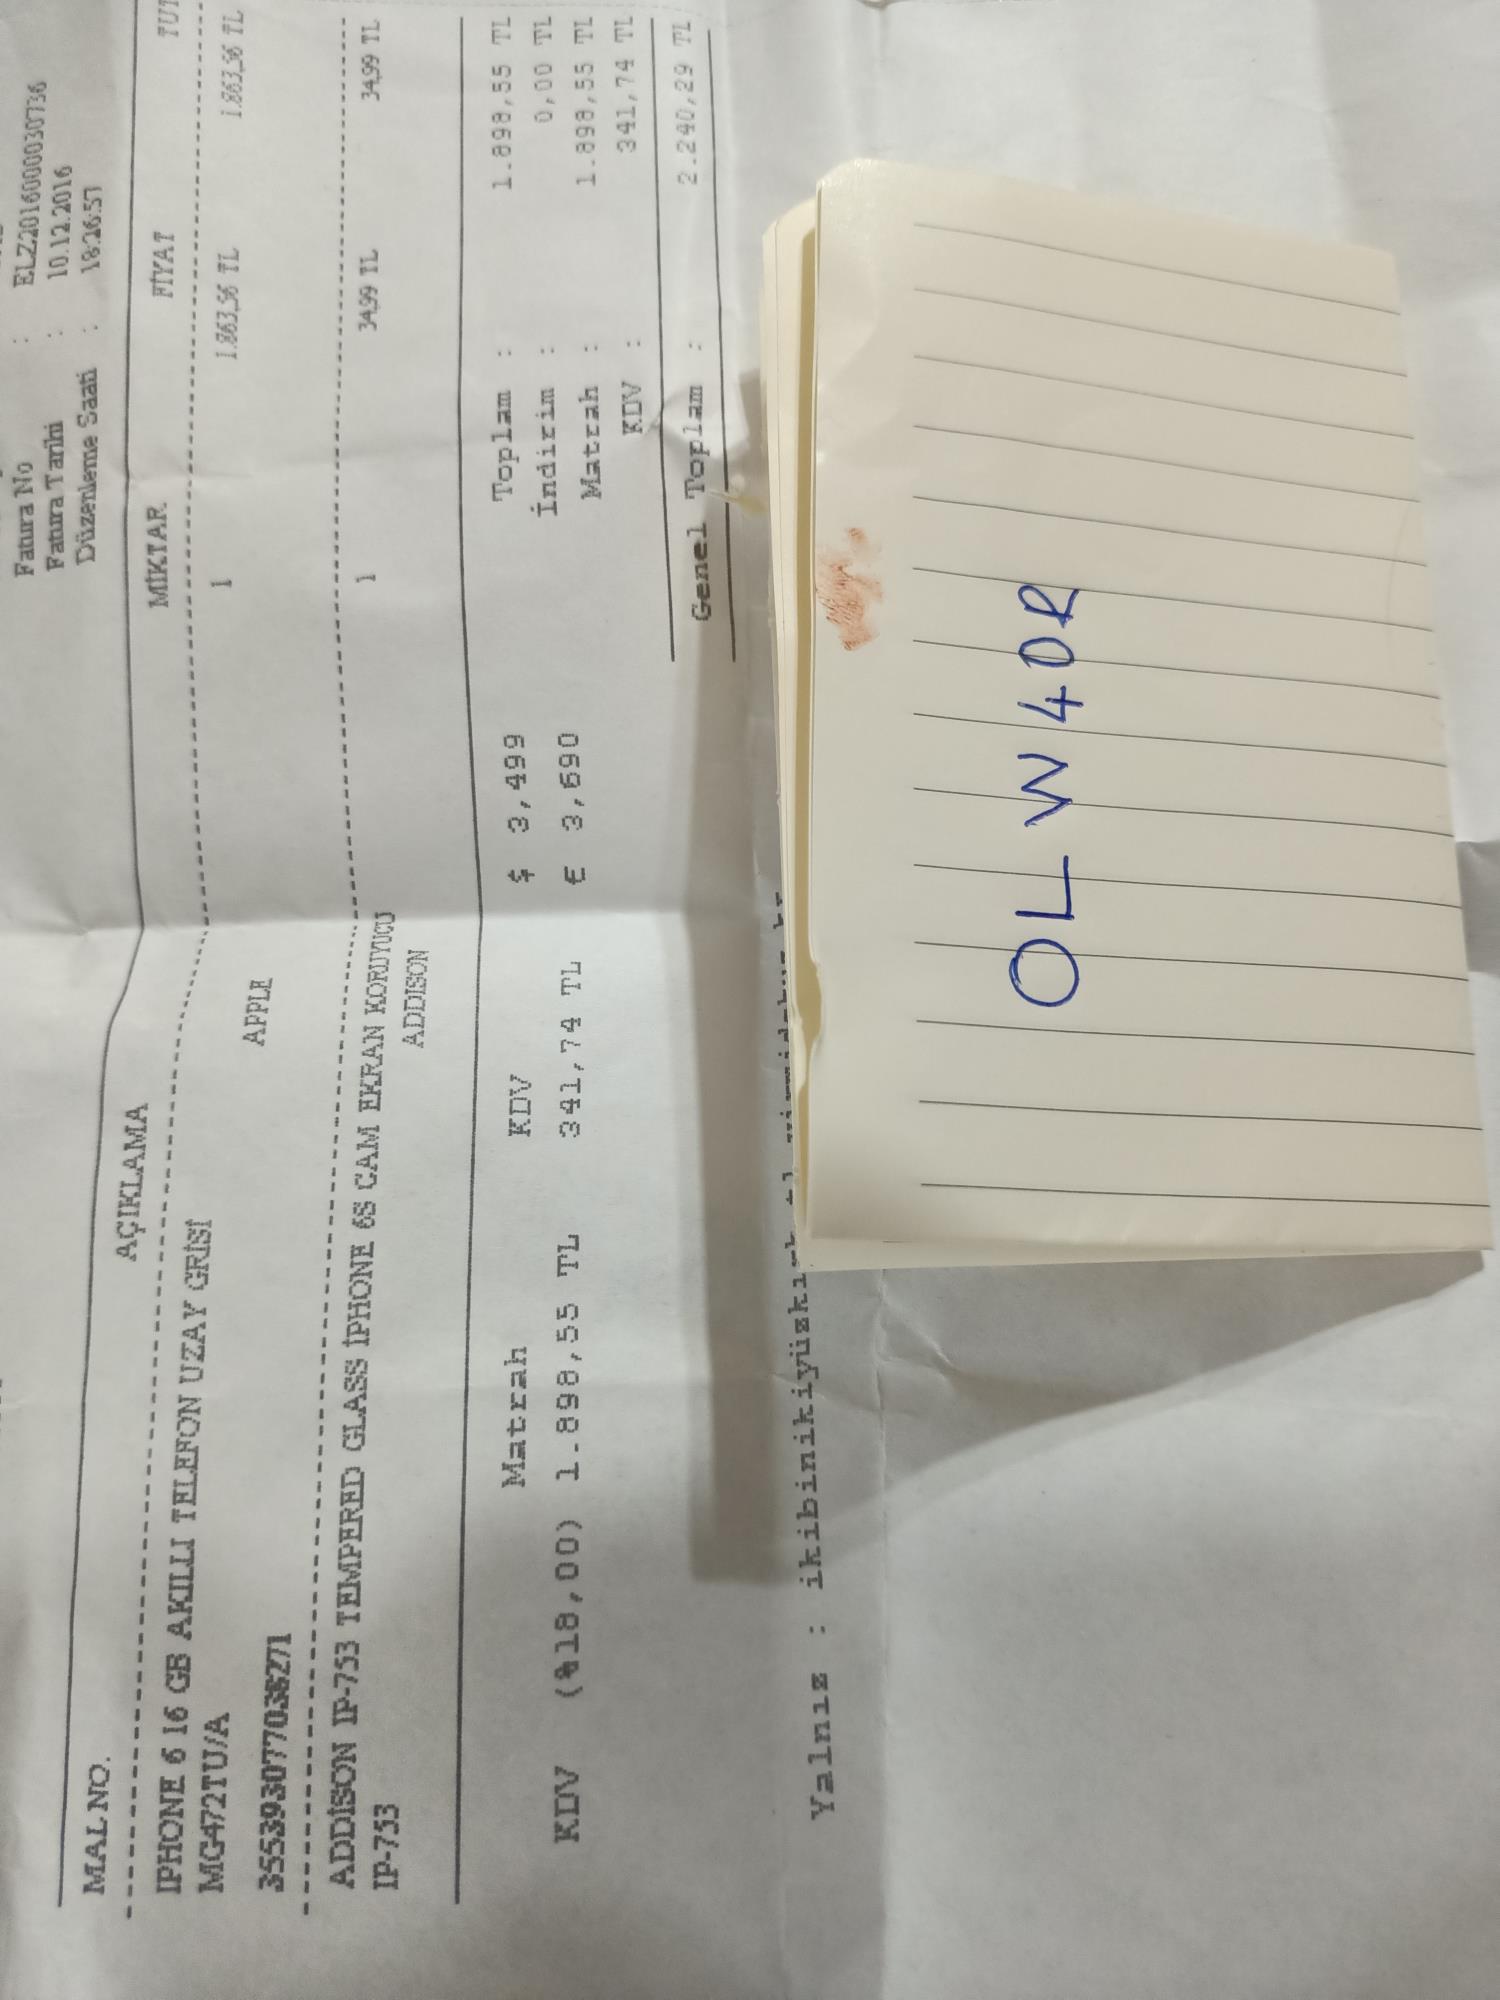 Fatura No : ELZ2016000030736
Fatura Tarihi : 10.12.2016
Düzenleme Saati : 18:26:57
MAL NO. AÇIKLAMA MİKTAR FİYAT
IPHONE 6 16 GB AKILLI TELEFON UZAY GRİSİ 1 1.863,56 TL 1.863,56 TL
MG472TU/A APPLE
355393077036271
ADDİSON IP-753 TEMPERED GLASS İPHONE 6S CAM EKRAN KORUYUCU 1 34,99 TL 34,99 TL
IP-753 ADDISON
Matrah KDV $ 3,499 Toplam : 1.898,55 TL
KDV (%18,00) 1.898,55 TL 341,74 TL € 3,690 İndirim : 0,00 TL
Matrah : 1.898,55 TL
KDV : 341,74 TL
Genel Toplam : 2.240,29 TL
Yalnız :
OL W4DR